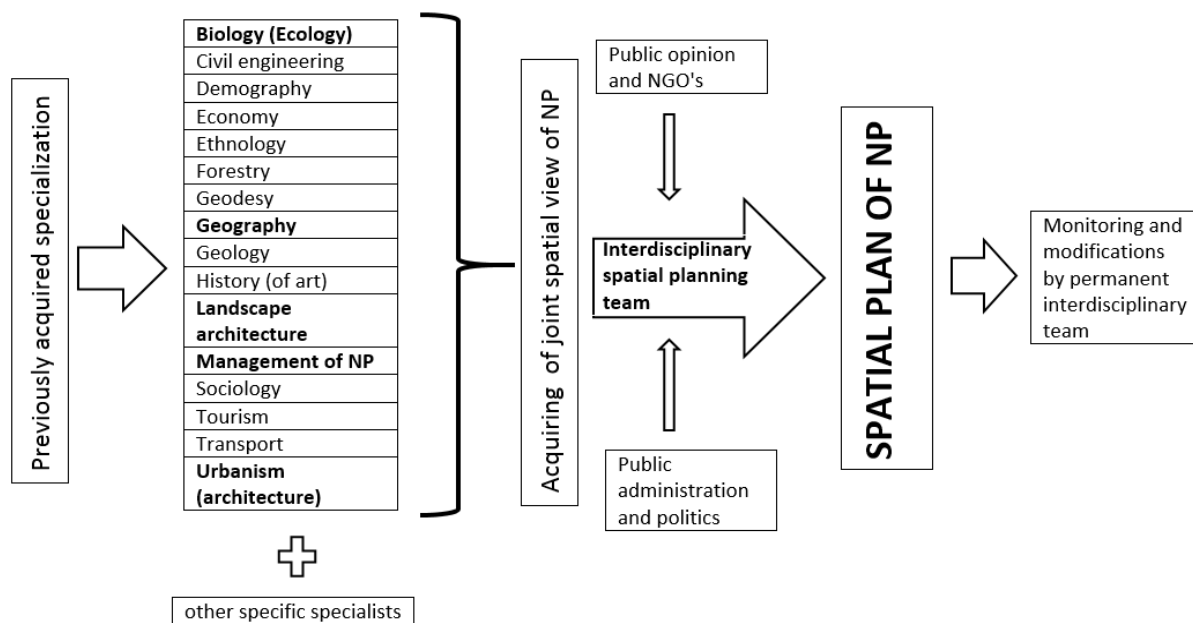 Previously acquired specialization
Biology (Ecology)
Civil engineering
Demography
Economy
Ethnology
Forestry
Geodesy
Geography
Geology
History (of art)
Landscape
architecture
Management of NP
Sociology
Tourism
Transport
Urbanism
(architecture)
other specific specialists
Acquiring of joint spatial view of NP
Public opinion
and NGO's
Interdisciplinary
spatial planning
team
Public
administration
and politics
SPATIAL PLAN OF NP
Monitoring and
modifications
by permanent
interdisciplinary
team